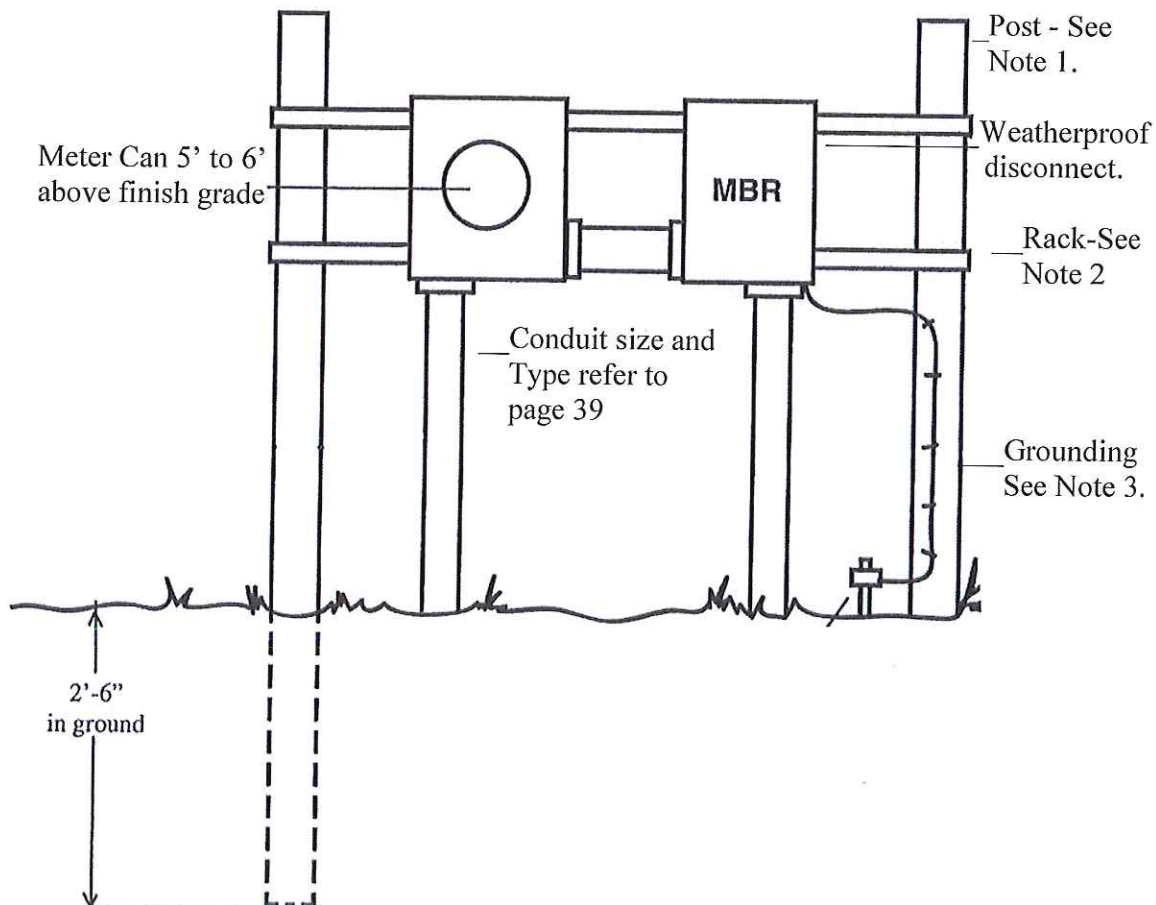 Post - See
Note 1.
Weatherproof
disconnect.
Meter Can 5’ to 6’
above finish grade
MBR
Rack-See
Note 2
Conduit size and
Type refer to
page 39
Grounding
See Note 3.
2’-6”
in ground